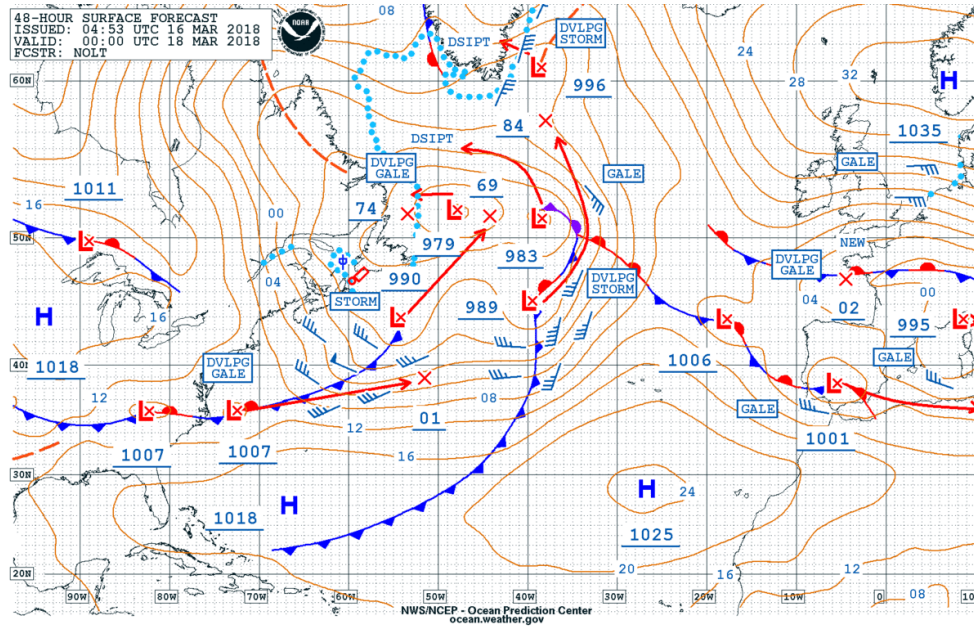 48-HOUR SURFACE FORECAST
ISSUED: 04:53 UTC 16 MAR 2018
VALID: 00:00 UTC 18 MAR 2018
FCSTR: NOLT
NOAA
08
DSIPT
DVLPG
STORM
24
60N
L
H
32
996
28
84
1035
DSIPT
DVLPG
GALE
GALE
GALE
1011
69
16
00
74
L
L
50N
L
979
983
NEW
08
DVLPG
GALE
04
990
DVLPG
STORM
04
00
STORM
989
L
02
H
16
L
L
995
L
1018
40N
DVLPG
GALE
1006
GALE
12
08
L
L
L
01
GALE
12
1007
1007
16
1001
30N
H
H
24
1018
1025
20N
20
16
12
08
90W
80W
70W
60W
50W
40W
30W
20W
10W
0
10
NWS/NCEP - Ocean Prediction Center
ocean.weather.gov